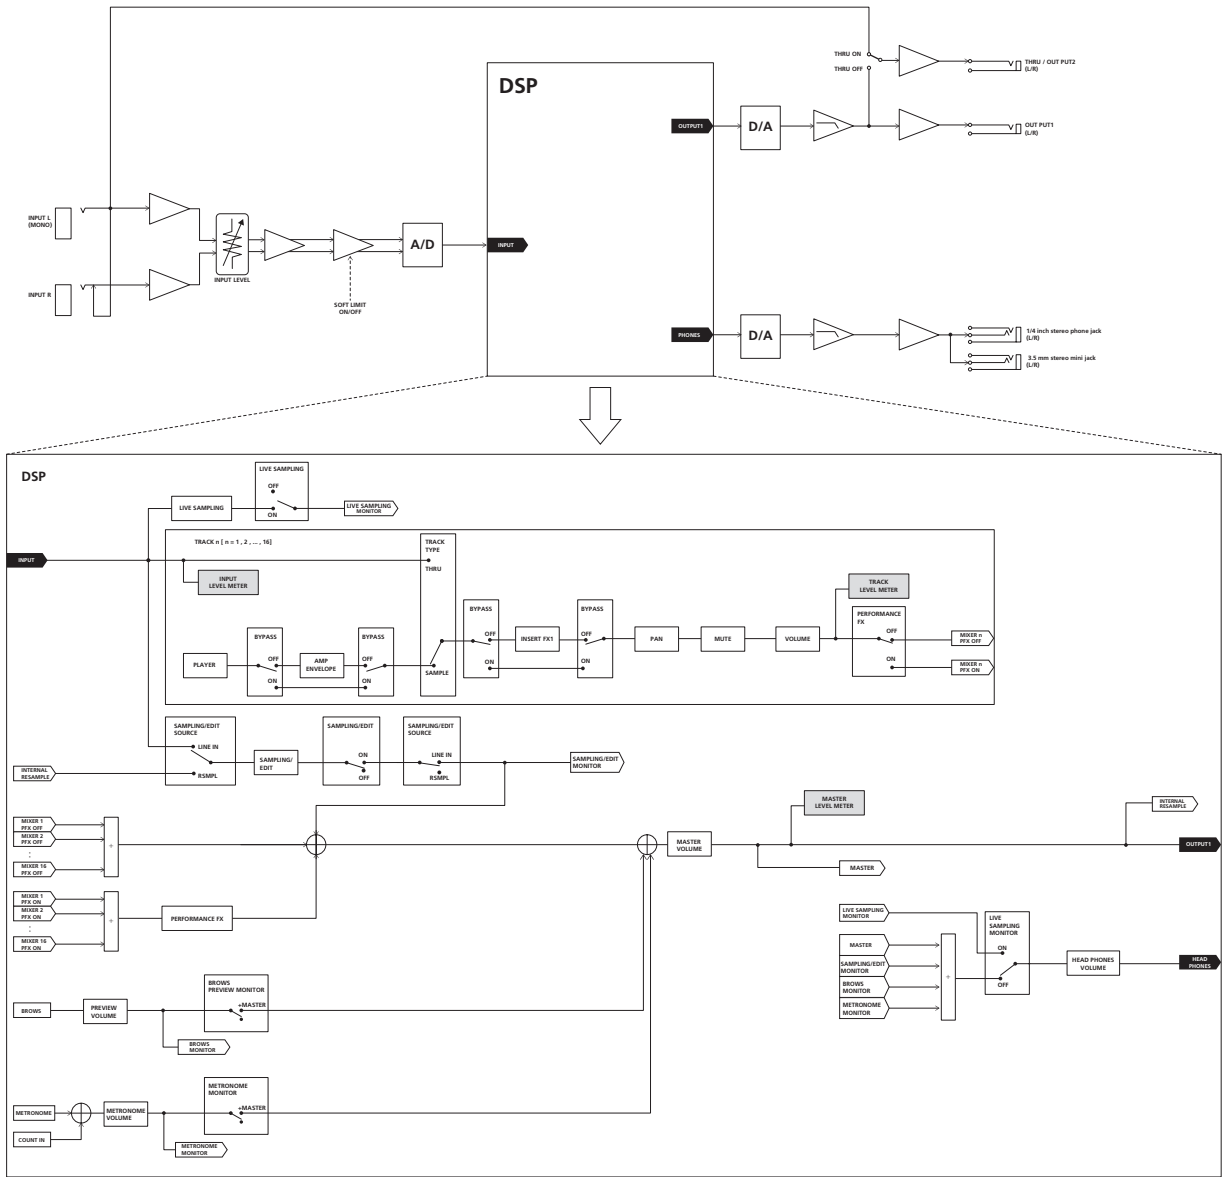 DSP
THRU ON
THRU OFF
THRU / OUT PUT2
(L/R)
OUTPUT1
D/A
OUT PUT1
(L/R)
INPUT L
(MONO)
INPUT R
INPUT LEVEL
SOFT LIMIT
ON/OFF
A/D
INPUT
PHONES
D/A
1/4 inch stereo phone jack
(L/R)
3.5 mm stereo mini jack
(L/R)
DSP
LIVE SAMPLING
LIVE SAMPLING
OFF
ON
LIVE SAMPLING
MONITOR
INPUT
TRACK n [ n = 1 , 2 , ... , 16]
INPUT
LEVEL METER
TRACK
TYPE
THRU
SAMPLE
PLAYER
BYPASS
OFF
ON
AMP
ENVELOPE
BYPASS
OFF
ON
BYPASS
OFF
ON
INSERT FX1
BYPASS
OFF
ON
PAN
MUTE
VOLUME
TRACK
LEVEL METER
PERFORMANCE
FX
OFF
ON
MIXER n
PFX OFF
MIXER n
PFX ON
SAMPLING/EDIT
SOURCE
LINE IN
RSMPL
INTERNAL
RESAMPLE
SAMPLING/
EDIT
SAMPLING/EDIT
ON
OFF
SAMPLING/EDIT
SOURCE
LINE IN
RSMPL
SAMPLING/EDIT
MONITOR
MIXER 1
PFX OFF
MIXER 2
PFX OFF
:
MIXER 16
PFX OFF
+
MIXER 1
PFX ON
MIXER 2
PFX ON
:
MIXER 16
PFX ON
+
PERFORMANCE FX
MASTER
VOLUME
MASTER
LEVEL METER
MASTER
INTERNAL
RESAMPLE
OUTPUT1
LIVE SAMPLING
MONITOR
MASTER
SAMPLING/EDIT
MONITOR
BROWS
MONITOR
METRONOME
MONITOR
+
LIVE
SAMPLING
MONITOR
ON
OFF
HEAD PHONES
VOLUME
HEAD
PHONES
BROWS
PREVIEW
VOLUME
BROWS
PREVIEW MONITOR
+MASTER
BROWS
MONITOR
METRONOME
COUNT IN
METRONOME
VOLUME
METRONOME
MONITOR
+MASTER
METRONOME
MONITOR